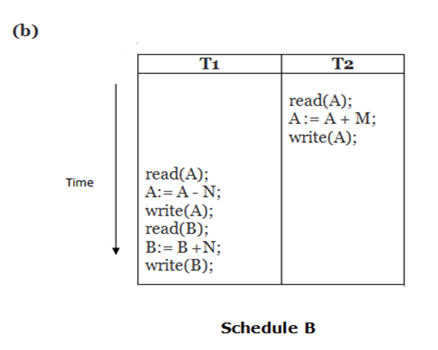 (b)
T1 T2
read(A);
A:= A + M;
write(A);
read(A);
A:= A - N;
write(A);
read(B);
B:= B +N;
write(B);
Time
Schedule B